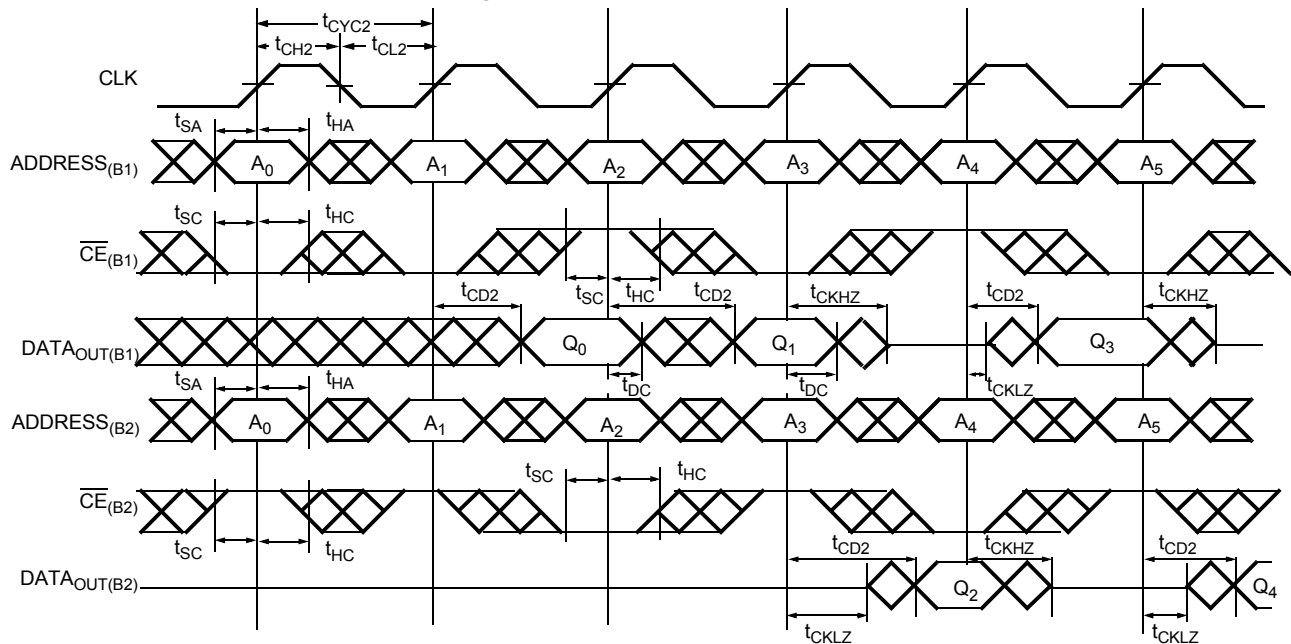 tCYC2
tCH2 tCL2
CLK
tSA tHA
ADDRESS(B1) A0 A1 A2 A3 A4 A5
tSC tHC
CE(B1)
tSC tHC tCD2
tCD2 tCKHZ tCD2 tCKHZ
DATAOUT(B1) Q0 Q1 Q3
tSA tHA tDC tDC tCKLZ
ADDRESS(B2) A0 A1 A2 A3 A4 A5
tSC tHC
CE(B2)
tSC tHC tCD2 tCKHZ tCD2
DATAOUT(B2) Q2 Q4
tCKLZ tCKLZ